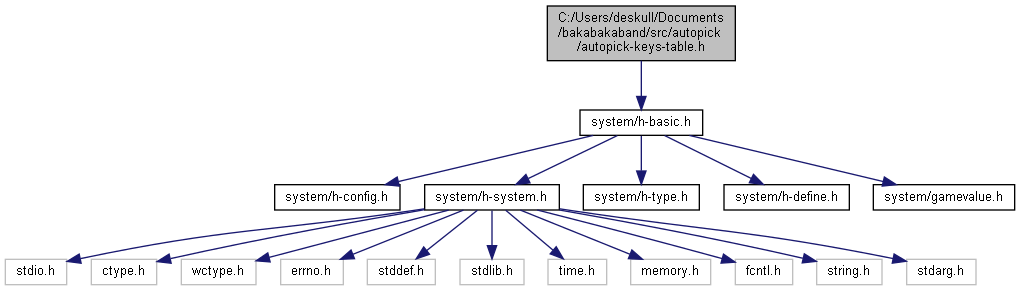 C:/Users/deskull/Documents
/bakabakaband/src/autopick
/autopick-keys-table.h
system/h-basic.h
system/h-config.h
system/h-system.h
system/h-type.h
system/h-define.h
system/gamevalue.h
stdio.h
ctype.h
wctype.h
errno.h
stddef.h
stdlib.h
time.h
memory.h
fcntl.h
string.h
stdarg.h